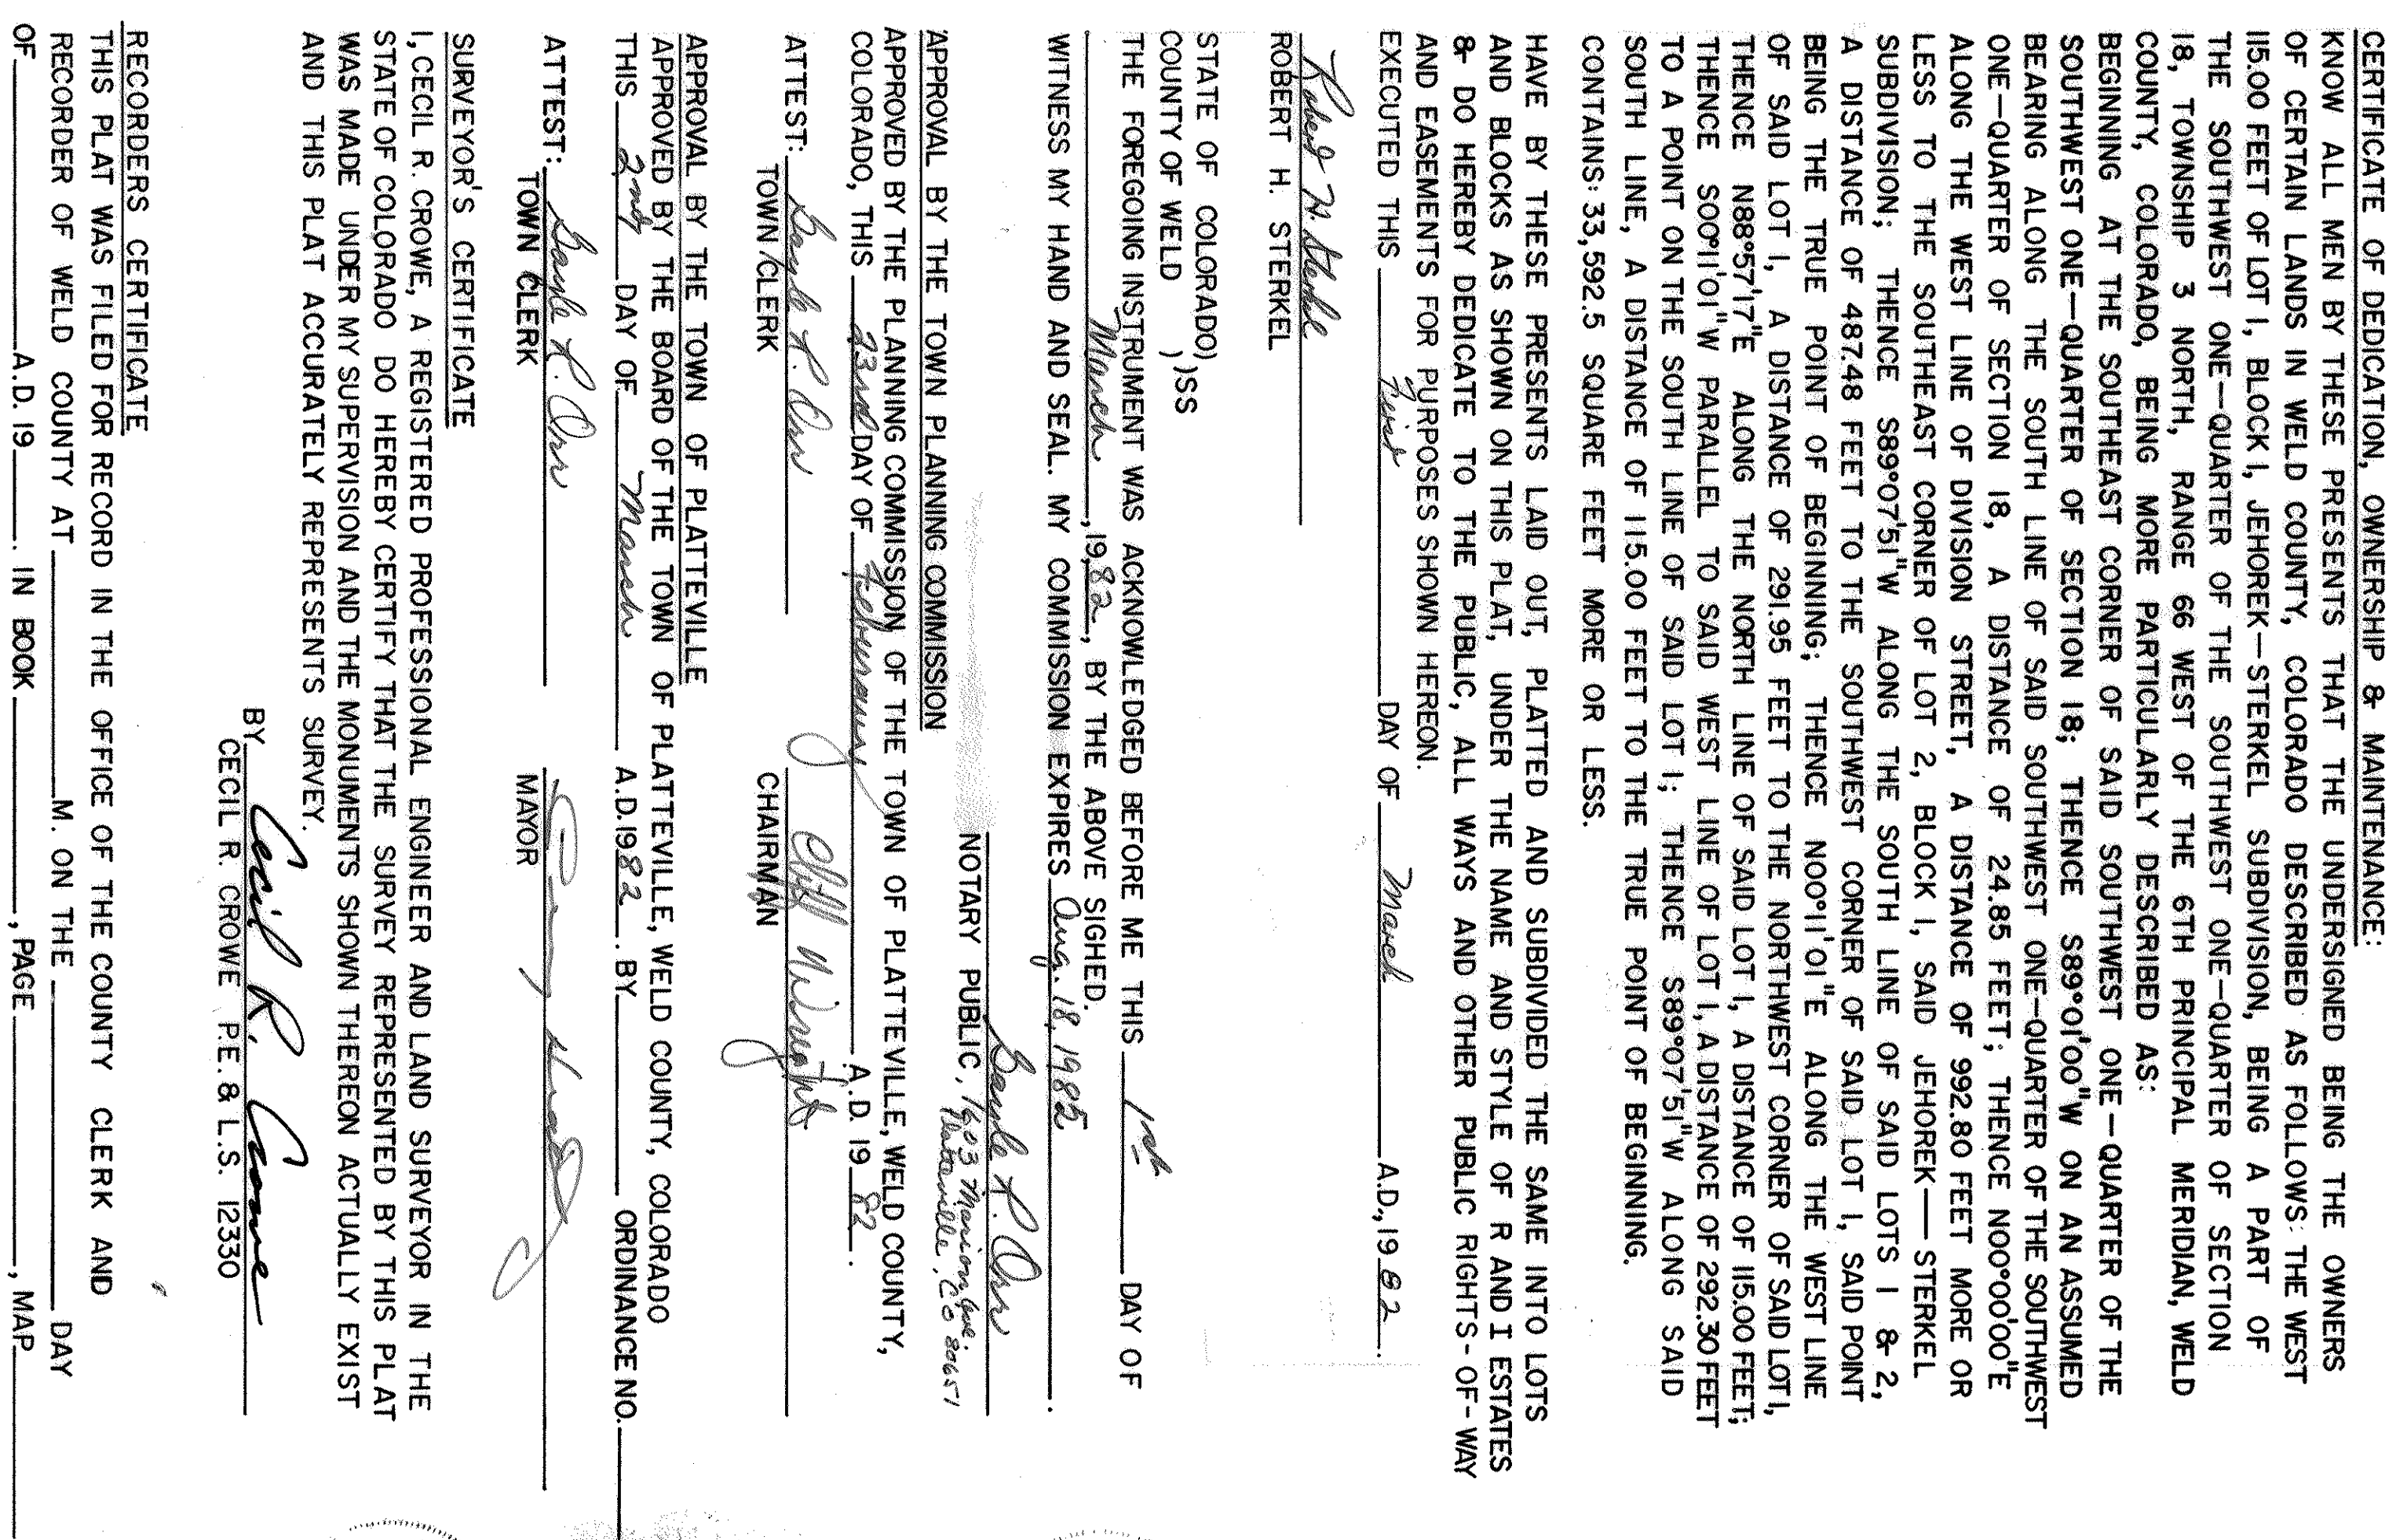 CERTIFICATE OF DEDICATION, OWNERSHIP & MAINTENANCE:
KNOW ALL MEN BY THESE PRESENTS THAT THE UNDERSIGNED BEING THE OWNERS
OF CERTAIN LANDS IN WELD COUNTY, COLORADO DESCRIBED AS FOLLOWS: THE WEST
115.00 FEET OF LOT 1, BLOCK 1, JEHOREK—STERKEL SUBDIVISION, BEING A PART OF
THE SOUTHWEST ONE—QUARTER OF THE SOUTHWEST ONE—QUARTER OF SECTION
18, TOWNSHIP 3 NORTH, RANGE 66 WEST OF THE 6TH PRINCIPAL MERIDIAN, WELD
COUNTY, COLORADO, BEING MORE PARTICULARLY DESCRIBED AS:
BEGINNING AT THE SOUTHEAST CORNER OF SAID SOUTHWEST ONE—QUARTER OF THE
SOUTHWEST ONE—QUARTER OF SECTION 18; THENCE S89°01'00"W ON AN ASSUMED
BEARING ALONG THE SOUTH LINE OF SAID SOUTHWEST ONE—QUARTER OF THE SOUTHWEST
ONE—QUARTER OF SECTION 18, A DISTANCE OF 24.85 FEET; THENCE N00°00'00"E
ALONG THE WEST LINE OF DIVISION STREET, A DISTANCE OF 992.80 FEET MORE OR
LESS TO THE SOUTHEAST CORNER OF LOT 2, BLOCK 1, SAID JEHOREK—STERKEL
SUBDIVISION; THENCE S89°07'51"W ALONG THE SOUTH LINE OF SAID LOTS 1 & 2,
A DISTANCE OF 487.48 FEET TO THE SOUTHWEST CORNER OF SAID LOT 1, SAID POINT
BEING THE TRUE POINT OF BEGINNING; THENCE N00°11'01"E ALONG THE WEST LINE
OF SAID LOT 1, A DISTANCE OF 291.95 FEET TO THE NORTHWEST CORNER OF SAID LOT 1,
THENCE N88°57'17"E ALONG THE NORTH LINE OF SAID LOT 1, A DISTANCE OF 115.00 FEET;
THENCE S00°11'01"W PARALLEL TO SAID WEST LINE OF LOT 1, A DISTANCE OF 292.30 FEET
TO A POINT ON THE SOUTH LINE OF SAID LOT 1; THENCE S89°07'51"W ALONG SAID
SOUTH LINE, A DISTANCE OF 115.00 FEET TO THE TRUE POINT OF BEGINNING.
CONTAINS: 33,592.5 SQUARE FEET MORE OR LESS.
HAVE BY THESE PRESENTS LAID OUT, PLATTED AND SUBDIVIDED THE SAME INTO LOTS
AND BLOCKS AS SHOWN ON THIS PLAT, UNDER THE NAME AND STYLE OF R AND I ESTATES
& DO HEREBY DEDICATE TO THE PUBLIC, ALL WAYS AND OTHER PUBLIC RIGHTS-OF-WAY
AND EASEMENTS FOR PURPOSES SHOWN HEREON.
EXECUTED THIS First DAY OF March A.D., 1982.
Robert H. Sterkel
ROBERT H. STERKEL
STATE OF COLORADO)
)SS
COUNTY OF WELD )
THE FOREGOING INSTRUMENT WAS ACKNOWLEDGED BEFORE ME THIS 1st DAY OF
March, 1982, BY THE ABOVE SIGHED.
WITNESS MY HAND AND SEAL. MY COMMISSION EXPIRES Aug. 18, 1985.
Gayle L. Orr
NOTARY PUBLIC, 1603 Marion Ave.
Platteville, CO 80651
APPROVAL BY THE TOWN PLANNING COMMISSION
APPROVED BY THE PLANNING COMMISSION OF THE TOWN OF PLATTEVILLE, WELD COUNTY,
COLORADO, THIS 23rd DAY OF February A.D. 19 82.
ATTEST: Gayle L. Orr Cliff Wright
TOWN CLERK CHAIRMAN
APPROVAL BY THE TOWN OF PLATTEVILLE
APPROVED BY THE BOARD OF THE TOWN OF PLATTEVILLE, WELD COUNTY, COLORADO
THIS 2nd DAY OF March A.D. 1982. BY ORDINANCE NO.
ATTEST: Gayle L. Orr
TOWN CLERK MAYOR
SURVEYOR'S CERTIFICATE
I, CECIL R. CROWE, A REGISTERED PROFESSIONAL ENGINEER AND LAND SURVEYOR IN THE
STATE OF COLORADO DO HEREBY CERTIFY THAT THE SURVEY REPRESENTED BY THIS PLAT
WAS MADE UNDER MY SUPERVISION AND THE MONUMENTS SHOWN THEREON ACTUALLY EXIST
AND THIS PLAT ACCURATELY REPRESENTS SURVEY.
BY Cecil R. Crowe
CECIL R. CROWE P.E. & L.S. 12330
RECORDERS CERTIFICATE
THIS PLAT WAS FILED FOR RECORD IN THE OFFICE OF THE COUNTY CLERK AND
RECORDER OF WELD COUNTY AT M. ON THE DAY
OF A.D. 19 . IN BOOK , PAGE , MAP